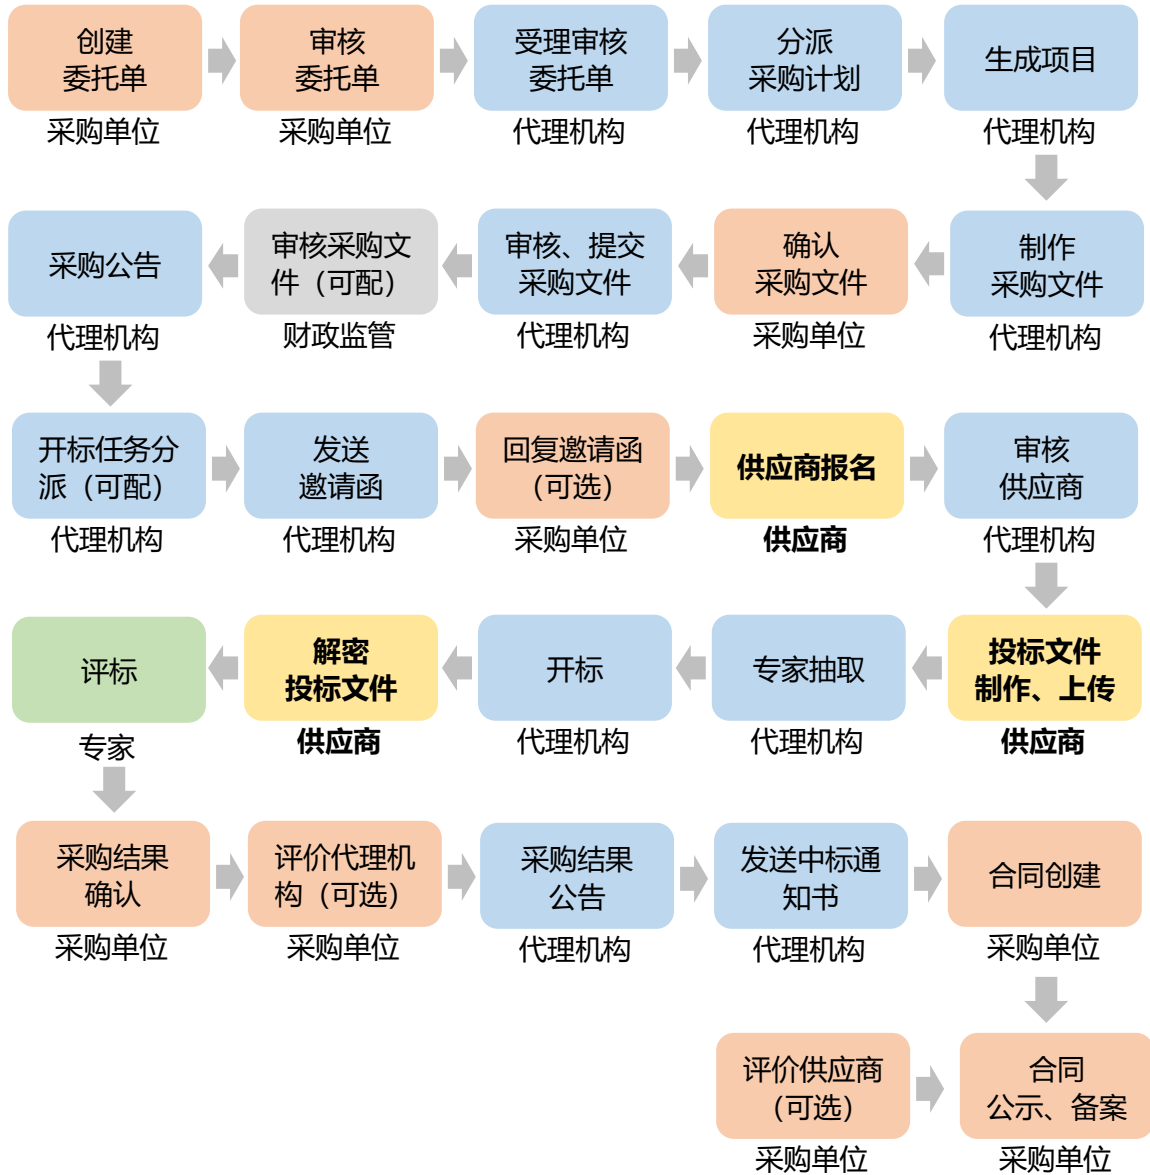 创建
委托单
采购单位
审核
委托单
采购单位
受理审核
委托单
代理机构
分派
采购计划
代理机构
生成项目
代理机构
制作
采购文件
代理机构
确认
采购文件
采购单位
审核、提交
采购文件
代理机构
审核采购文
件（可配）
财政监管
采购公告
代理机构
开标任务分
派（可配）
代理机构
发送
邀请函
代理机构
回复邀请函
（可选）
采购单位
供应商报名
供应商
审核
供应商
代理机构
投标文件
制作、上传
供应商
专家抽取
代理机构
开标
代理机构
解密
投标文件
供应商
评标
专家
采购结果
确认
采购单位
评价代理机
构（可选）
采购单位
采购结果
公告
代理机构
发送中标通
知书
代理机构
合同创建
采购单位
评价供应商
（可选）
采购单位
合同
公示、备案
采购单位